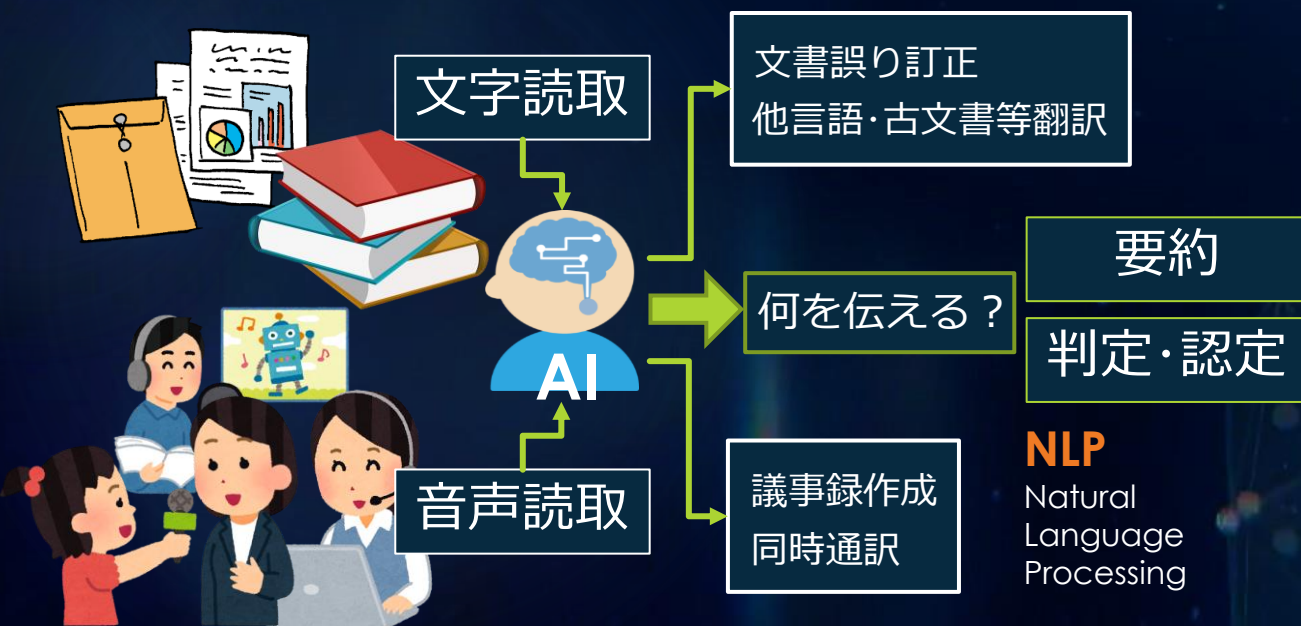 文字読取
文書誤り訂正
他言語･古文書等翻訳
要約
何を伝える？
判定･認定
AI
音声読取
議事録作成
同時通訳
NLP
Natural
Language
Processing